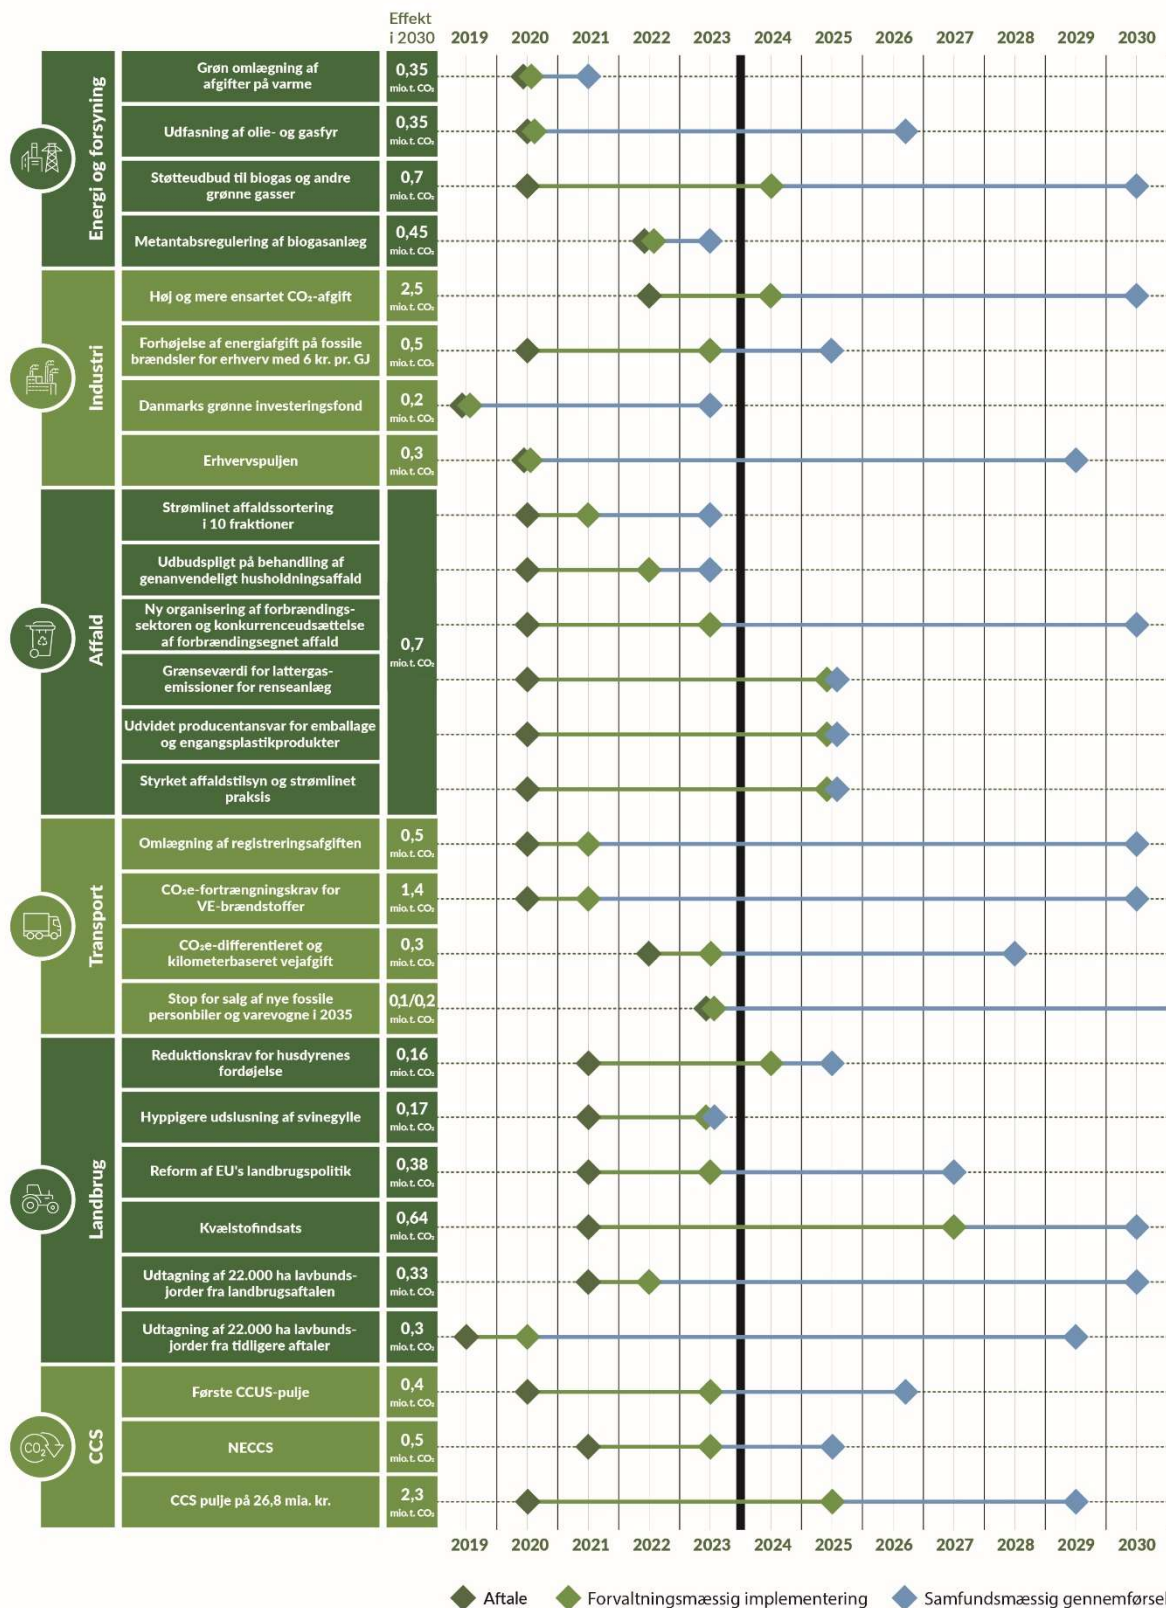 Effekt
i 2030
2019 2020 2021 2022 2023 2024 2025 2026 2027 2028 2029 2030
Energi og forsyning
Grøn omlægning af
afgifter på varme
0,35
mio. t. CO₂
Udfasning af olie- og gasfyr
0,35
mio. t. CO₂
Støtteudbud til biogas og andre
grønne gasser
0,7
mio. t. CO₂
Metantabsregulering af biogasanlæg
0,45
mio. t. CO₂
Industri
Høj og mere ensartet CO₂-afgift
2,5
mio. t. CO₂
Forhøjelse af energiafgift på fossile
brændsler for erhverv med 6 kr. pr. GJ
0,5
mio. t. CO₂
Danmarks grønne investeringsfond
0,2
mio. t. CO₂
Erhvervspuljen
0,3
mio. t. CO₂
Affald
Strømlinet affaldssortering
i 10 fraktioner
Udbudspligt på behandling af
genanvendeligt husholdningsaffald
Ny organisering af forbrændings-
sektoren og konkurrenceudsættelse
af forbrændingsegnet affald
0,7
mio. t. CO₂
Grænseværdi for lattergas-
emissioner for renseanlæg
Udvidet producentansvar for emballage
og engangsplastikprodukter
Styrket affaldstilsyn og strømlinet
praksis
Transport
Omlægning af registreringsafgiften
0,5
mio. t. CO₂
CO₂e-fortrængningskrav for
VE-brændstoffer
1,4
mio. t. CO₂
CO₂e-differentieret og
kilometerbaseret vejafgift
0,3
mio. t. CO₂
Stop for salg af nye fossile
personbiler og varevogne i 2035
0,1/0,2
mio. t. CO₂
Landbrug
Reduktionskrav for husdyrenes
fordøjelse
0,16
mio. t. CO₂
Hyppigere udslusning af svinegylle
0,17
mio. t. CO₂
Reform af EU's landbrugspolitik
0,38
mio. t. CO₂
Kvælstofindsats
0,64
mio. t. CO₂
Udtagning af 22.000 ha lavbunds-
jorder fra landbrugsaftalen
0,33
mio. t. CO₂
Udtagning af 22.000 ha lavbunds-
jorder fra tidligere aftaler
0,3
mio. t. CO₂
CO₂
CCS
Første CCUS-pulje
0,4
mio. t. CO₂
NECCS
0,5
mio. t. CO₂
CCS pulje på 26,8 mia. kr.
2,3
mio. t. CO₂
2019 2020 2021 2022 2023 2024 2025 2026 2027 2028 2029 2030
Aftale Forvaltningsmæssig implementering Samfundsmæssig gennemførsel